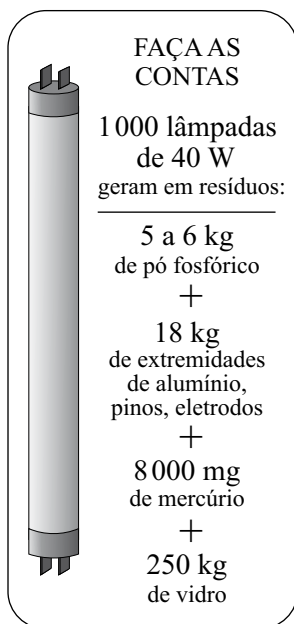 FAÇA AS
CONTAS
1 000 lâmpadas
de 40 W
geram em resíduos:
5 a 6 kg
de pó fosfórico
+
18 kg
de extremidades
de alumínio,
pinos, eletrodos
+
8 000 mg
de mercúrio
+
250 kg
de vidro